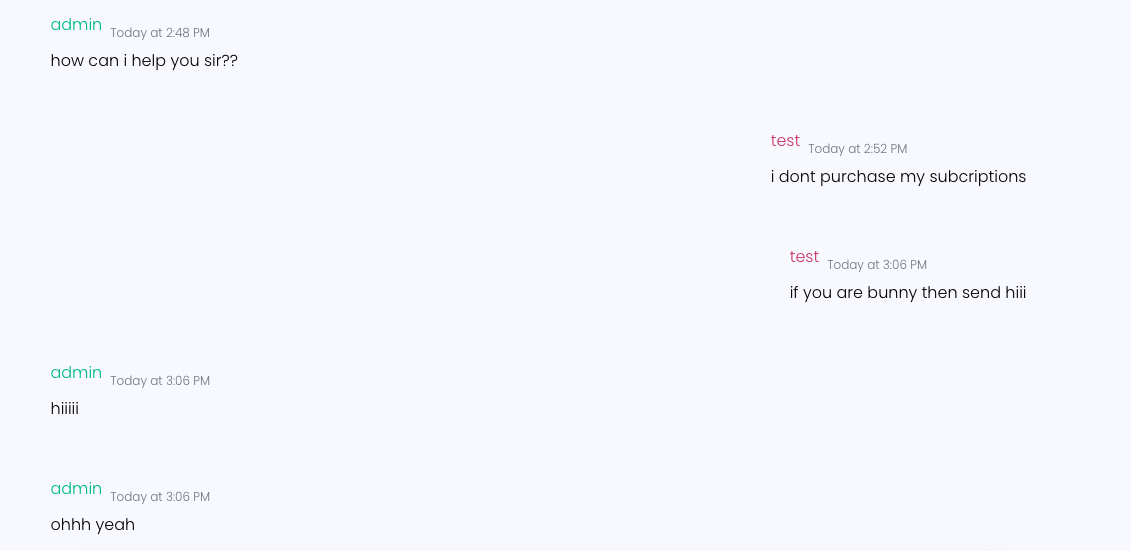 admin Today at 2:48 PM
how can i help you sir??
test Today at 2:52 PM
i dont purchase my subcriptions
test Today at 3:06 PM
if you are bunny then send hiii
admin Today at 3:06 PM
hiiiii
admin Today at 3:06 PM
ohhh yeah